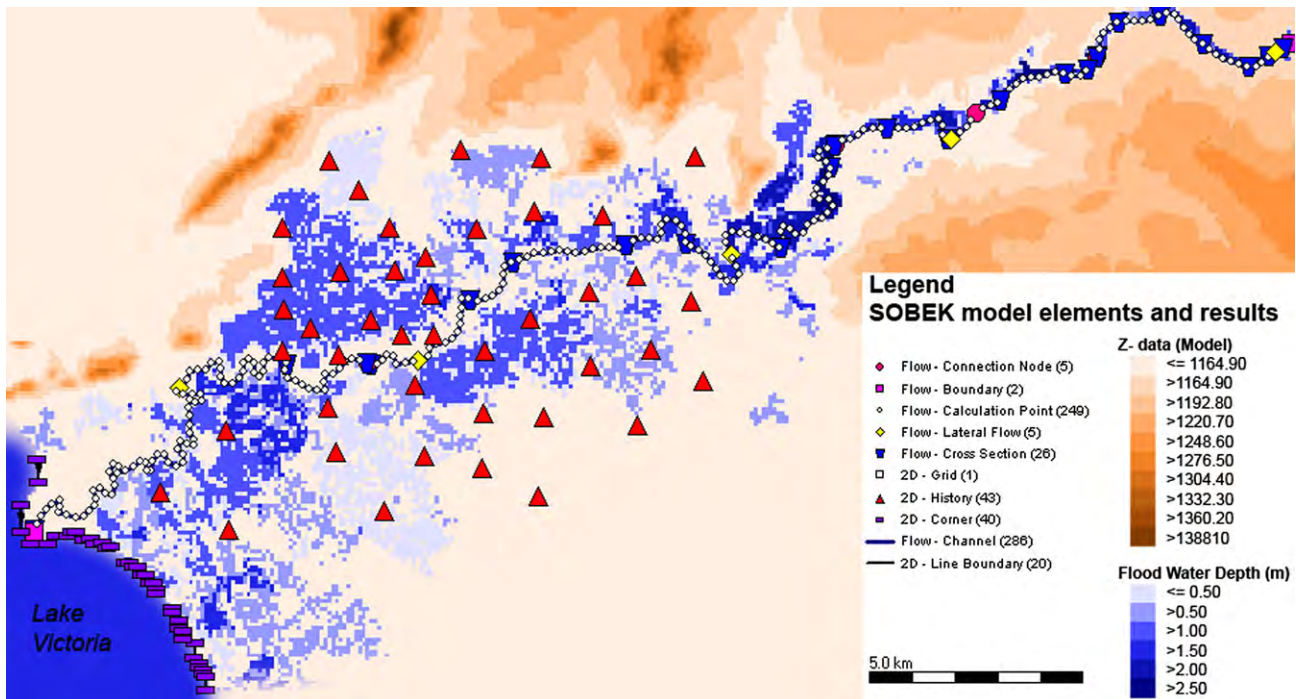 Legend
SOBEK model elements and results
Flow - Connection Node (5)
Flow - Boundary (2)
Flow - Calculation Point (249)
Flow - Lateral Flow (5)
Flow - Cross Section (26)
2D - Grid (1)
2D - History (43)
2D - Corner (40)
Flow - Channel (286)
2D - Line Boundary (20)
5.0 km
Z- data (Model)
<= 1164.90
>1164.90
>1192.80
>1220.70
>1248.60
>1276.50
>1304.40
>1332.30
>1360.20
>138810
Flood Water Depth (m)
<= 0.50
>0.50
>1.00
>1.50
>2.00
>2.50
Lake
Victoria